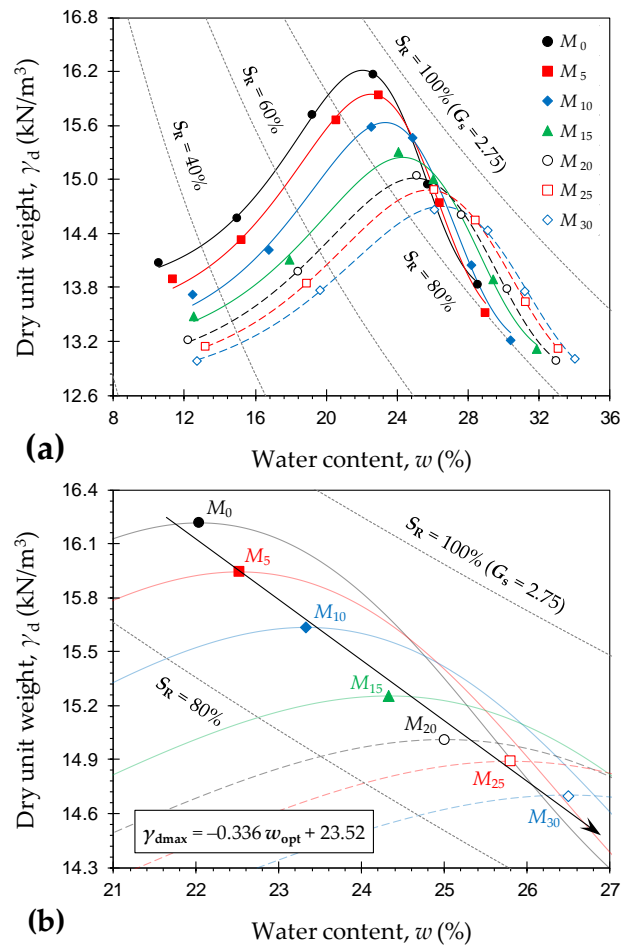 17.4
16.8
16.2
15.6
15.0
14.4
13.8
13.2
12.6
8
12
16
20
24
28
32
36
Dry unit weight, γd (kN/m³)
Water content, w (%)
SR = 40%
SR = 60%
SR = 80%
SR = 100% (Gs = 2.75)
M0
M5
M10
M15
M20
M25
M30
(a)
16.4
16.1
15.8
15.5
15.2
14.9
14.6
14.3
21
22
23
24
25
26
27
Dry unit weight, γd (kN/m³)
Water content, w (%)
M0
M5
M10
M15
M20
M25
M30
SR = 100% (Gs = 2.75)
SR = 80%
γdmax = –0.336 wopt + 23.52
(b)